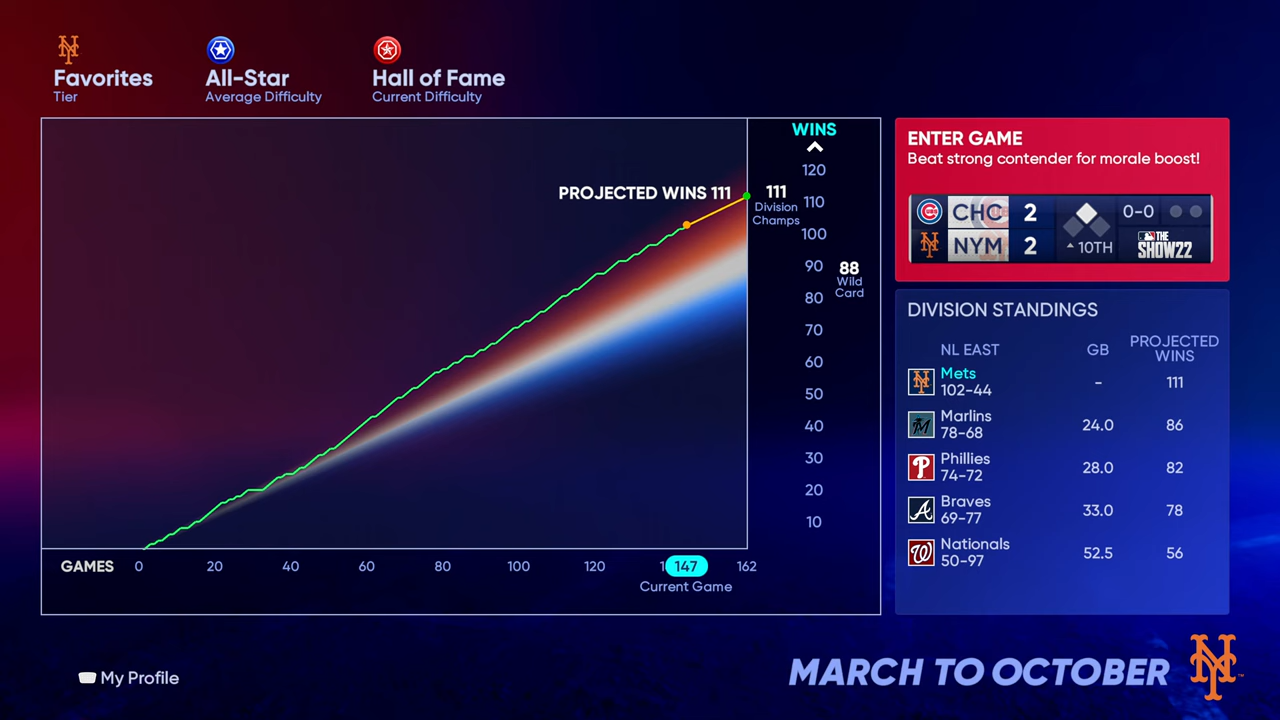 Favorites
Tier
All-Star
Average Difficulty
Hall of Fame
Current Difficulty
WINS
120
110
100
90
80
70
60
50
40
30
20
10
PROJECTED WINS 111
111
Division
Champs
88
Wild
Card
GAMES 0 20 40 60 80 100 120 147 162
Current Game
ENTER GAME
Beat strong contender for morale boost!
CHC 2 0-0
NYM 2 10TH THE SHOW22
DIVISION STANDINGS
NL EAST GB PROJECTED WINS
Mets
102-44 - 111
Marlins
78-68 24.0 86
Phillies
74-72 28.0 82
Braves
69-77 33.0 78
Nationals
50-97 52.5 56
My Profile
MARCH TO OCTOBER